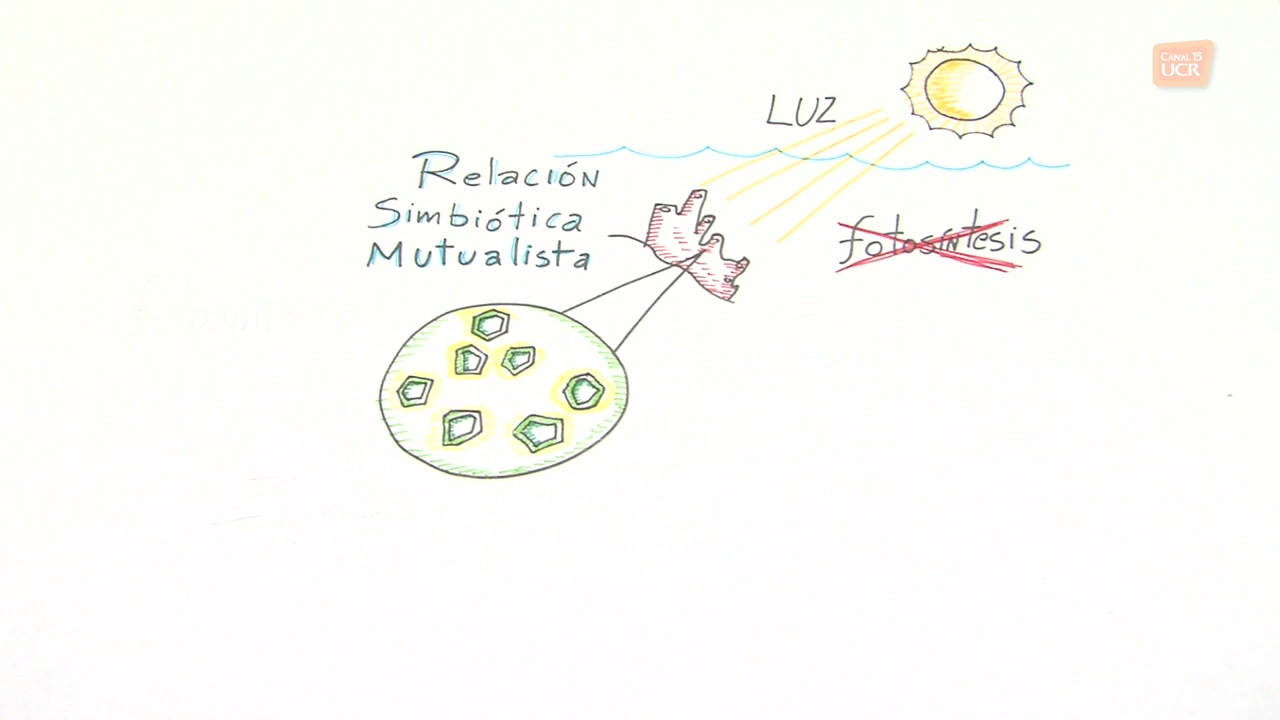 CANAL 15
UCR
LUZ
Relación
Simbiótica
Mutualista
fotosíntesis